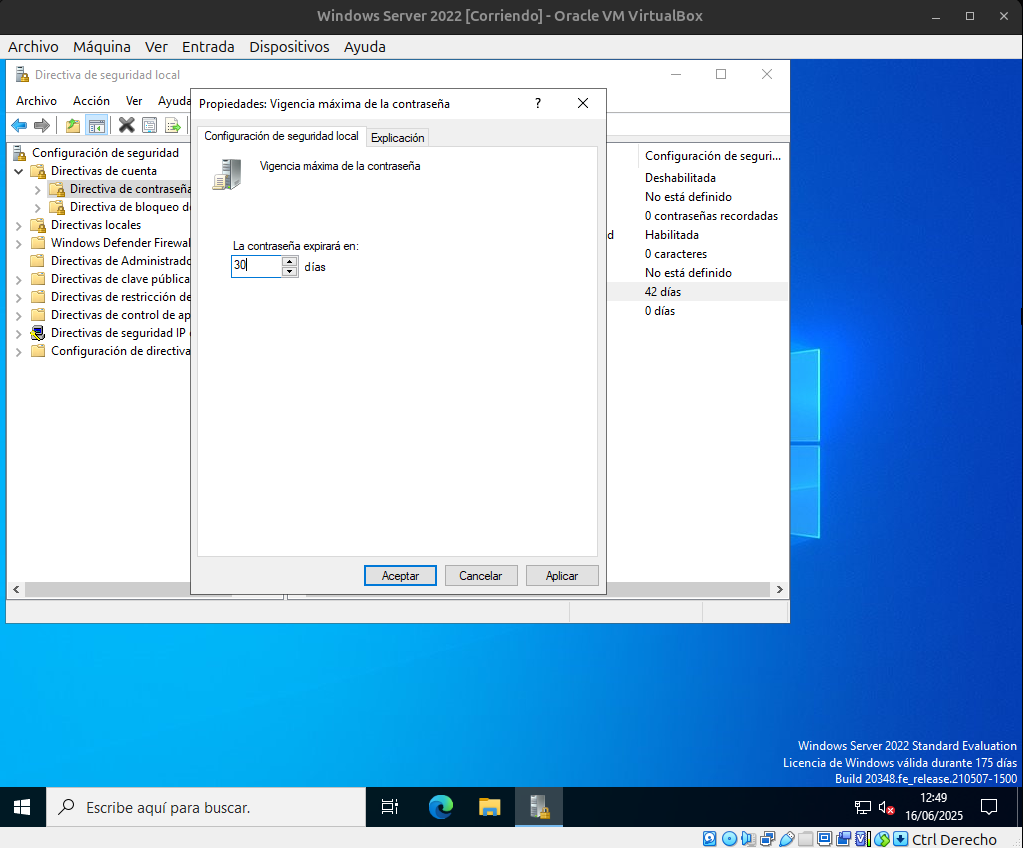 Windows Server 2022 [Corriendo] - Oracle VM VirtualBox
Archivo Máquina Ver Entrada Dispositivos Ayuda
Directiva de seguridad local
Archivo Acción Ver Ayuda
Configuración de seguridad
Directivas de cuenta
Directiva de contraseña
Directiva de bloqueo d
Directivas locales
Windows Defender Firewal
Directivas de Administrado
Directivas de clave pública
Directivas de restricción de
Directivas de control de ap
Directivas de seguridad IP
Configuración de directiva
Propiedades: Vigencia máxima de la contraseña
?
Configuración de seguridad local
Explicación
Vigencia máxima de la contraseña
La contraseña expirará en:
30
días
Aceptar
Cancelar
Aplicar
Configuración de seguri...
Deshabilitada
No está definido
0 contraseñas recordadas
d
Habilitada
0 caracteres
No está definido
42 días
0 días
Windows Server 2022 Standard Evaluation
Licencia de Windows válida durante 175 días
Build 20348.fe_release.210507-1500
Escribe aquí para buscar.
12:49
16/06/2025
Ctrl Derecho